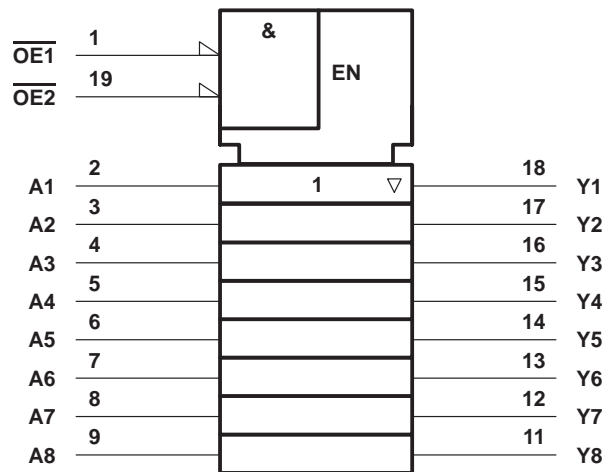 &
OE1 1
EN
OE2 19
A1 2 1 ▽ 18 Y1
A2 3 17 Y2
A3 4 16 Y3
A4 5 15 Y4
A5 6 14 Y5
A6 7 13 Y6
A7 8 12 Y7
A8 9 11 Y8